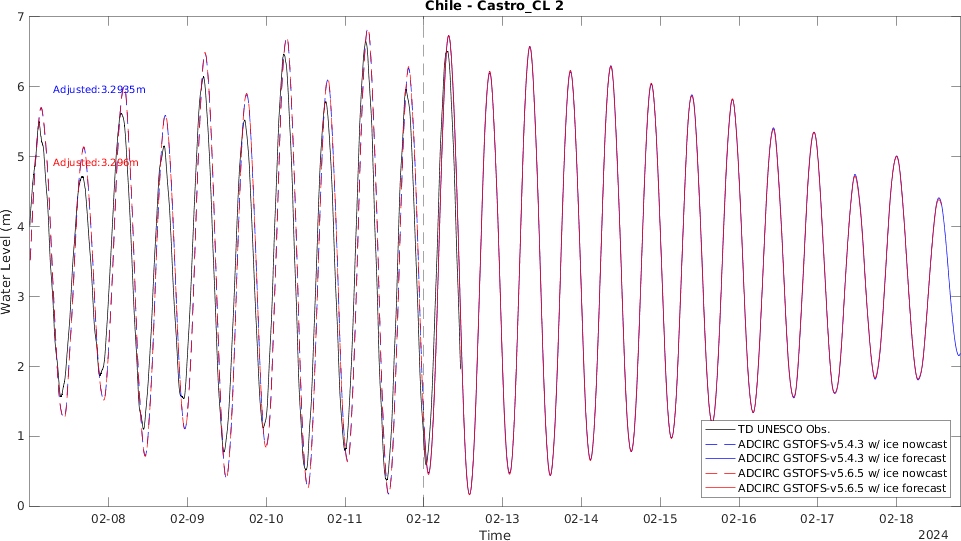 Chile - Castro_CL 2
7
6
5
4
3
2
1
0
Water Level (m)
Adjusted:3.2935m
Adjusted:3.296m
TD UNESCO Obs.
ADCIRC GSTOFS-v5.4.3 w/ ice nowcast
ADCIRC GSTOFS-v5.4.3 w/ ice forecast
ADCIRC GSTOFS-v5.6.5 w/ ice nowcast
ADCIRC GSTOFS-v5.6.5 w/ ice forecast
02-08 02-09 02-10 02-11 02-12 02-13 02-14 02-15 02-16 02-17 02-18
Time
2024